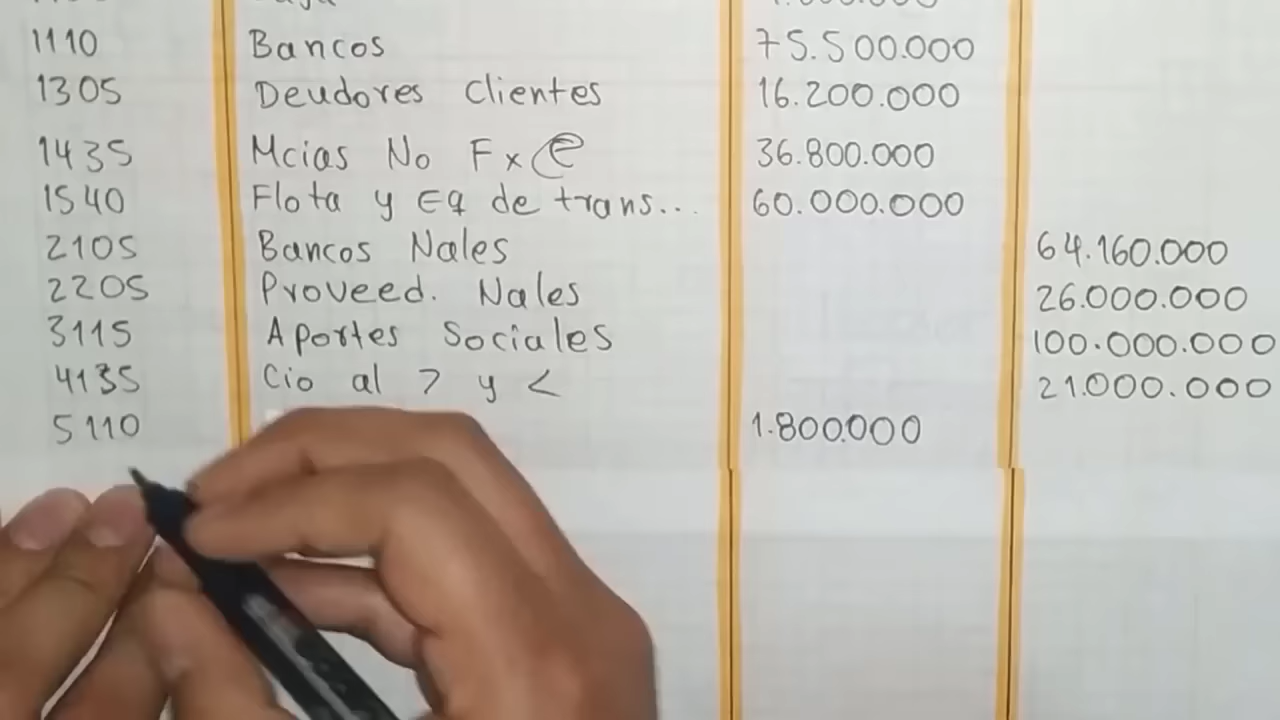 1110 Bancos 75.500.000
1305 Deudores Clientes 16.200.000
1435 Mcias No F x E 36.800.000
1540 Flota y Eq de trans... 60.000.000
2105 Bancos Nales 64.160.000
2205 Proveed. Nales 26.000.000
3115 Aportes Sociales 100.000.000
4135 Cio al > y < 21.000.000
5110 1.800.000